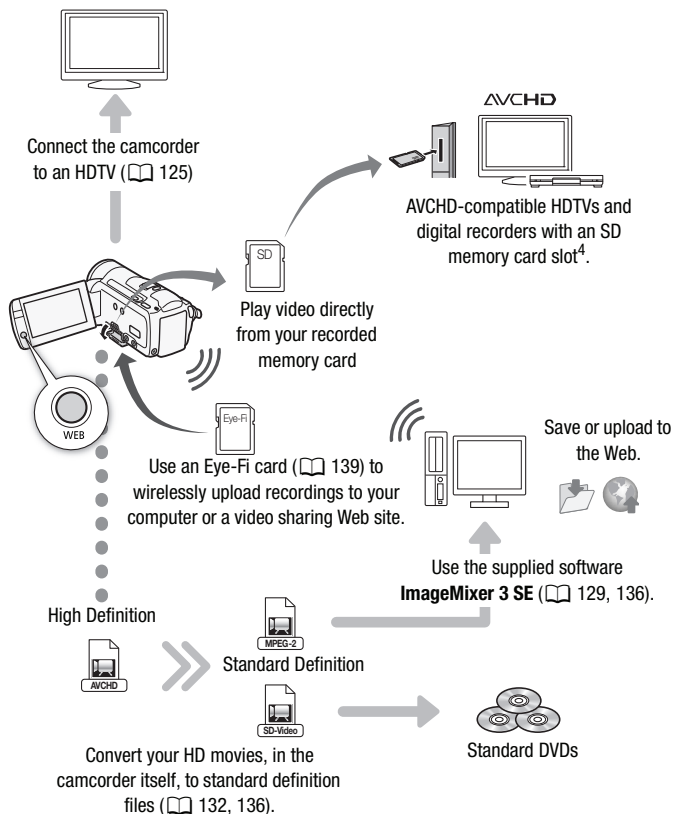 Connect the camcorder
to an HDTV (125)
AVCHD
AVCHD-compatible HDTVs and
digital recorders with an SD
memory card slot4.
SD
Play video directly
from your recorded
memory card
WEB
Eye-Fi
Use an Eye-Fi card (139) to
wirelessly upload recordings to your
computer or a video sharing Web site.
Save or upload to
the Web.
Use the supplied software
ImageMixer 3 SE (129, 136).
High Definition
AVCHD
MPEG-2
Standard Definition
SD-Video
Standard DVDs
Convert your HD movies, in the
camcorder itself, to standard definition
files (132, 136).